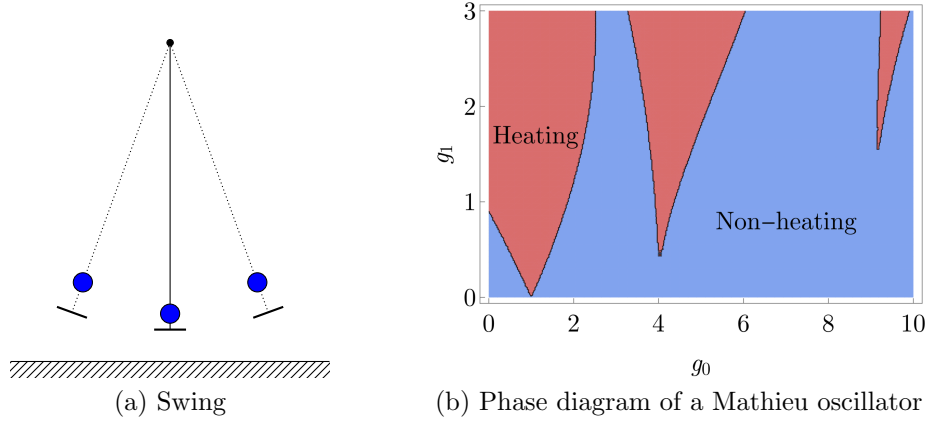 3
2
1
0
g₁
Heating
Non−heating
0 2 4 6 8 10
g₀
(a) Swing
(b) Phase diagram of a Mathieu oscillator